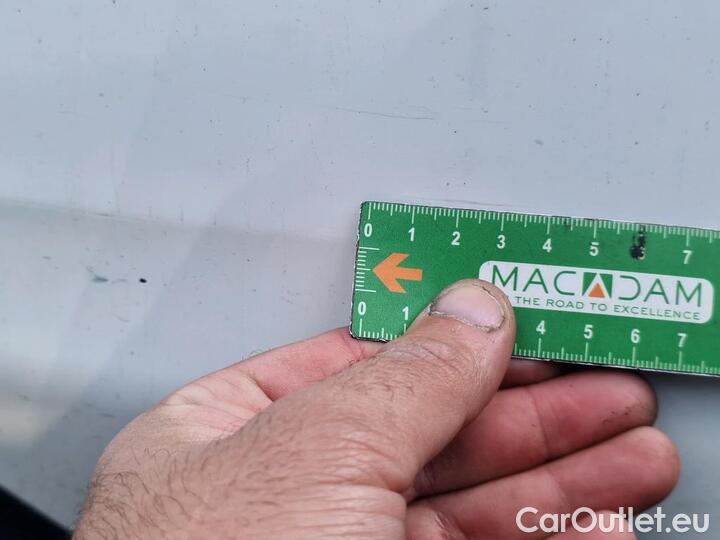 0 1 2 3 4 5 7
MACADAM
THE ROAD TO EXCELLENCE
0 1 4 5 6 7
CarOutlet.eu